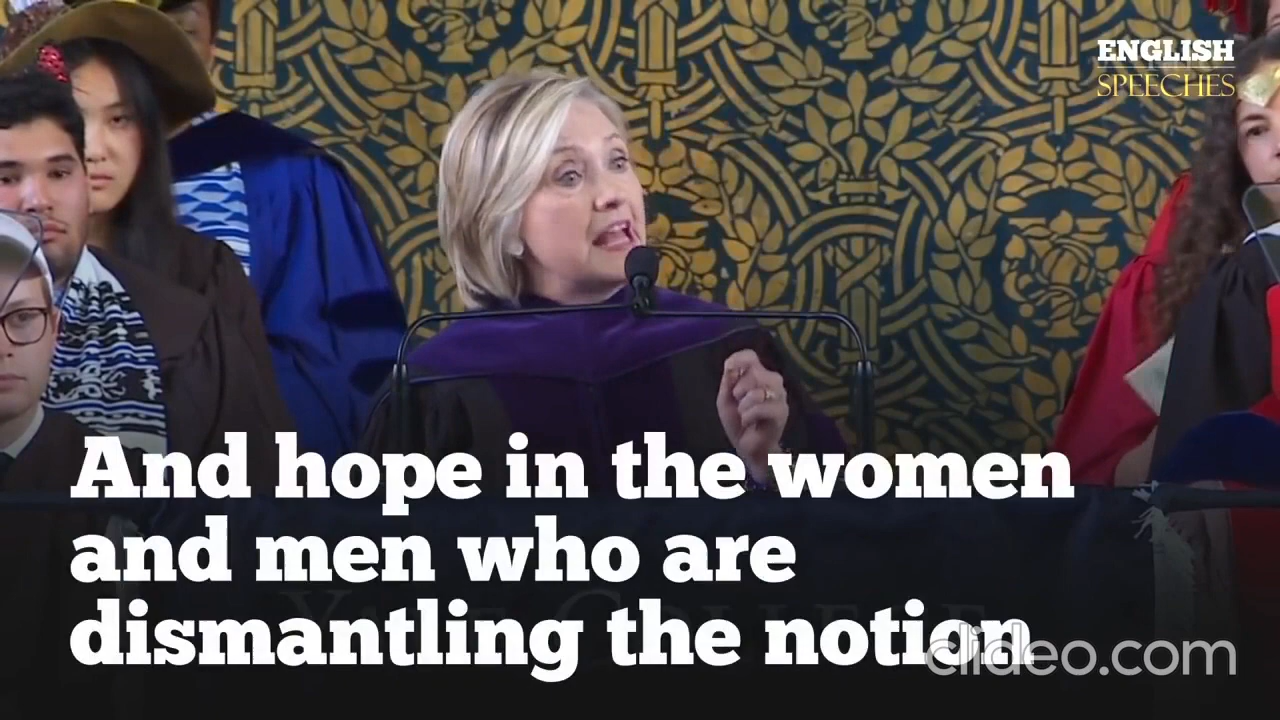 ENGLISH
SPEECHES
And hope in the women
and men who are
dismantling the notion
clideo.com